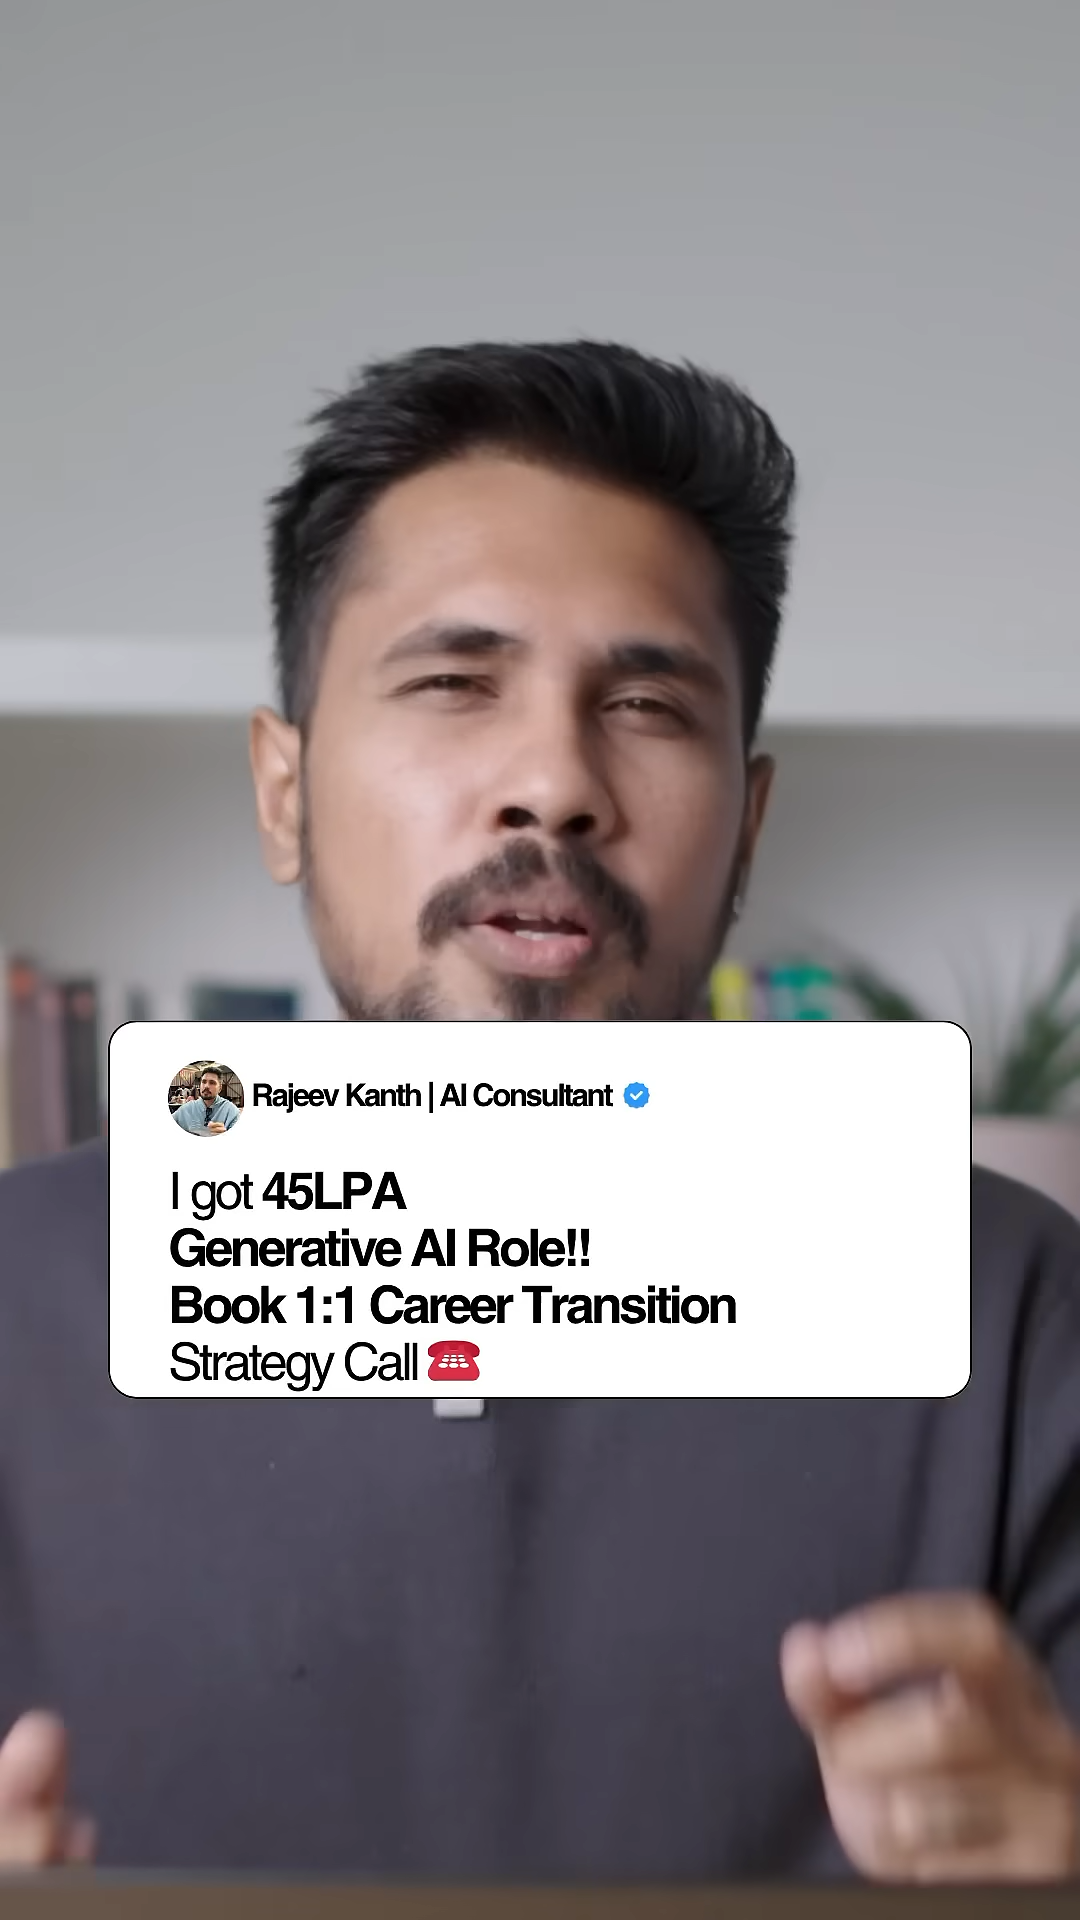 Rajeev Kanth | AI Consultant
I got 45LPA
Generative AI Role!!
Book 1:1 Career Transition
Strategy Call ☎️